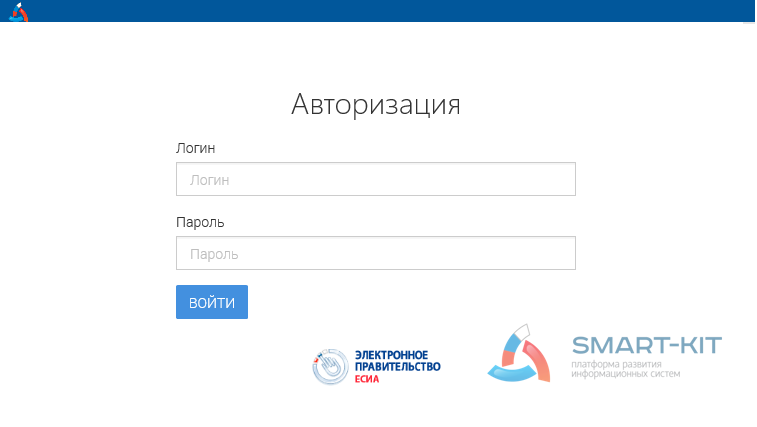 Авторизация
Логин
Логин
Пароль
Пароль
ВОЙТИ
ЭЛЕКТРОННОЕ
ПРАВИТЕЛЬСТВО
ЕСИА
SMART-KIT
платформа развития
информационных систем